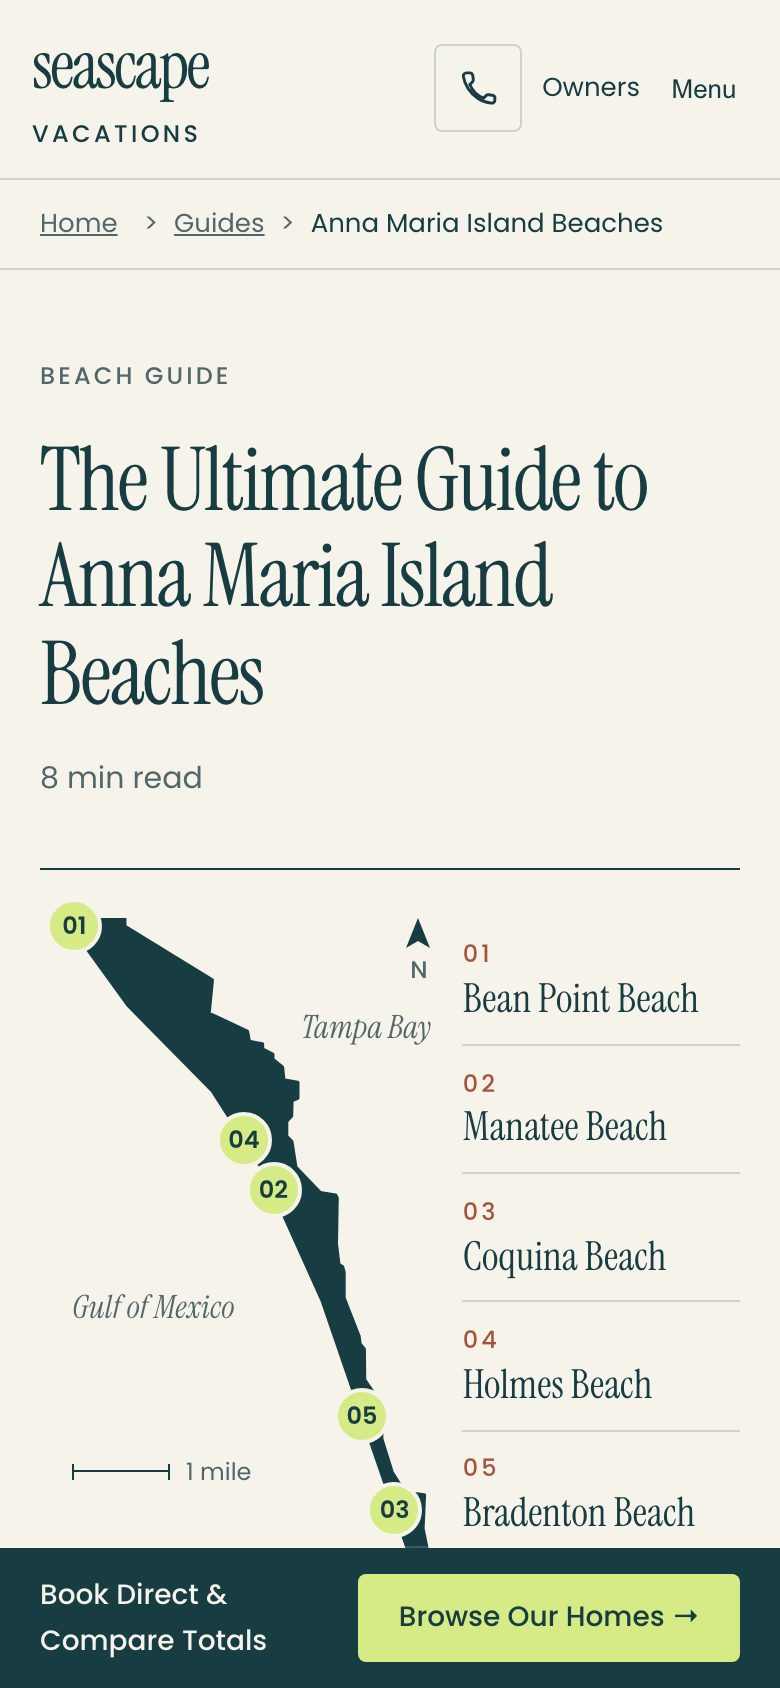 seascape
VACATIONS
Owners
Menu
Home > Guides > Anna Maria Island Beaches
BEACH GUIDE
The Ultimate Guide to
Anna Maria Island
Beaches
8 min read
01
N
Tampa Bay
04
02
Gulf of Mexico
05
1 mile
03
01
Bean Point Beach
02
Manatee Beach
03
Coquina Beach
04
Holmes Beach
05
Bradenton Beach
Book Direct &
Compare Totals
Browse Our Homes →